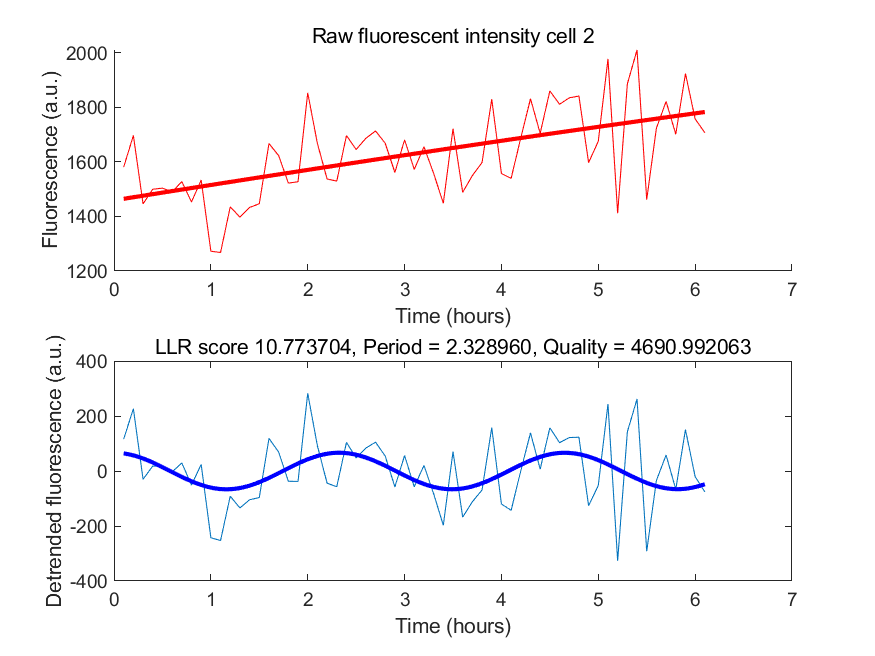 Raw fluorescent intensity cell 2
2000
1800
1600
1400
1200
Fluorescence (a.u.)
0 1 2 3 4 5 6 7
Time (hours)
LLR score 10.773704, Period = 2.328960, Quality = 4690.992063
400
200
0
-200
-400
Detrended fluorescence (a.u.)
0 1 2 3 4 5 6 7
Time (hours)